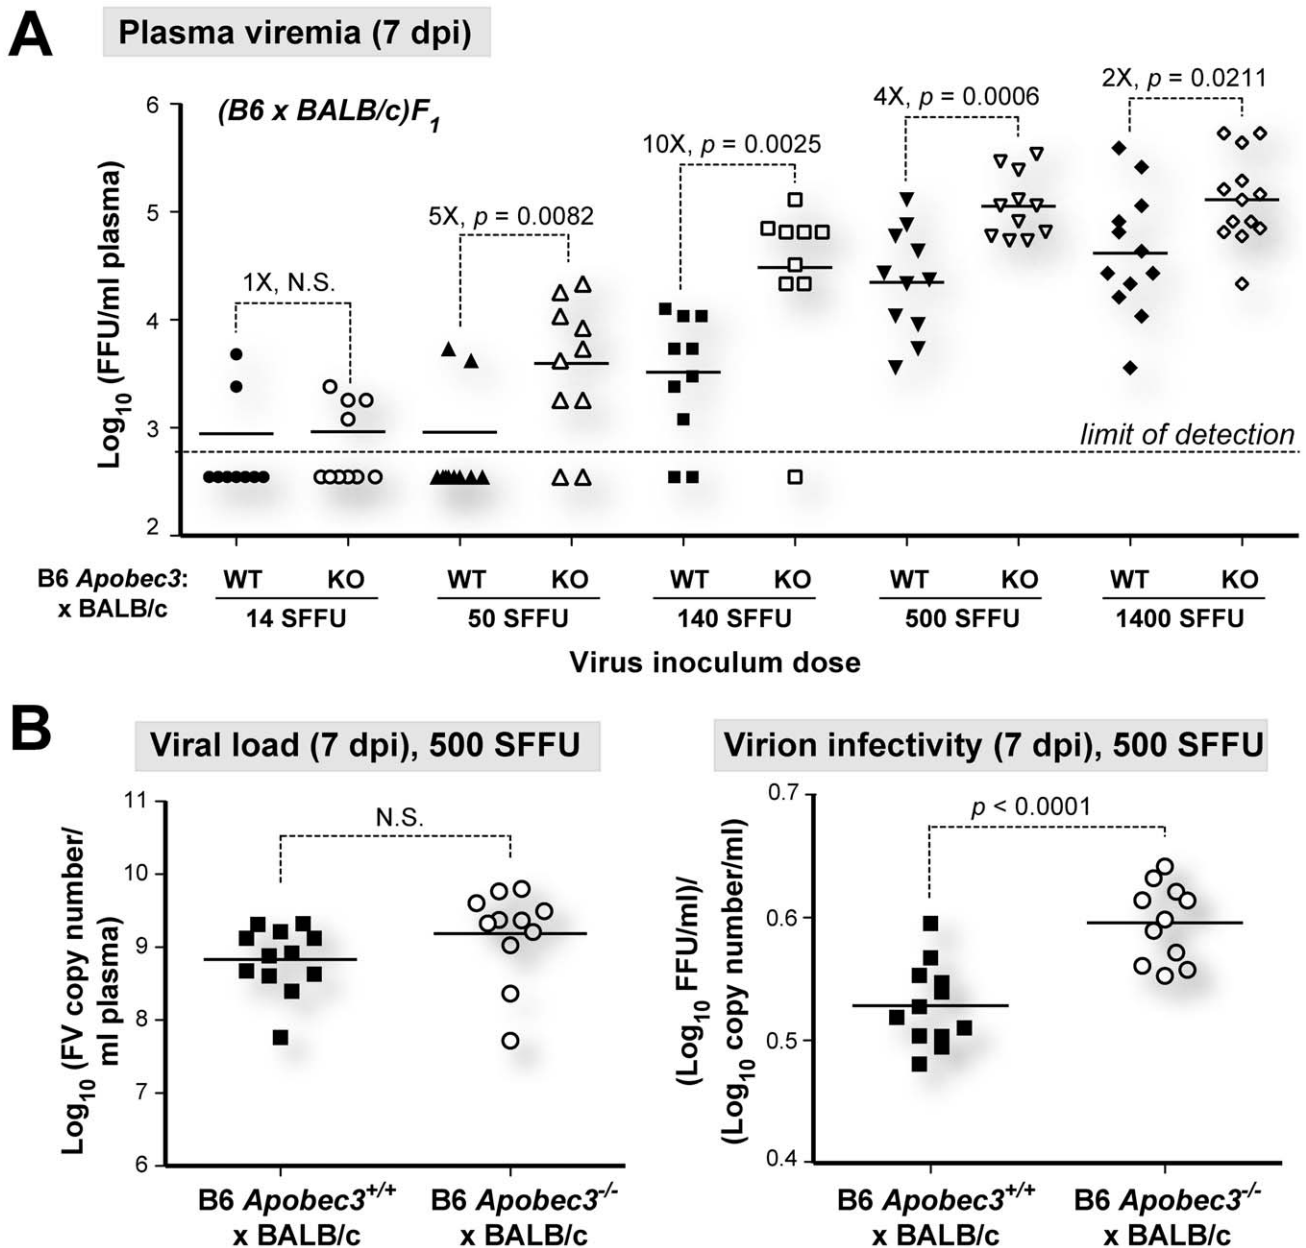 A
Plasma viremia (7 dpi)
(B6 x BALB/c)F1
Log10 (FFU/ml plasma)
6
5
4
3
2
1X, N.S.
5X, p = 0.0082
10X, p = 0.0025
4X, p = 0.0006
2X, p = 0.0211
limit of detection
B6 Apobec3: WT KO WT KO WT KO WT KO WT KO
x BALB/c 14 SFFU 50 SFFU 140 SFFU 500 SFFU 1400 SFFU
Virus inoculum dose
B
Viral load (7 dpi), 500 SFFU
Log10 (FV copy number/
ml plasma)
11
10
9
8
7
6
N.S.
B6 Apobec3+/+ B6 Apobec3-/-
x BALB/c x BALB/c
Virion infectivity (7 dpi), 500 SFFU
(Log10 FFU/ml)/
(Log10 copy number/ml)
0.7
0.6
0.5
0.4
p < 0.0001
B6 Apobec3+/+ B6 Apobec3-/-
x BALB/c x BALB/c